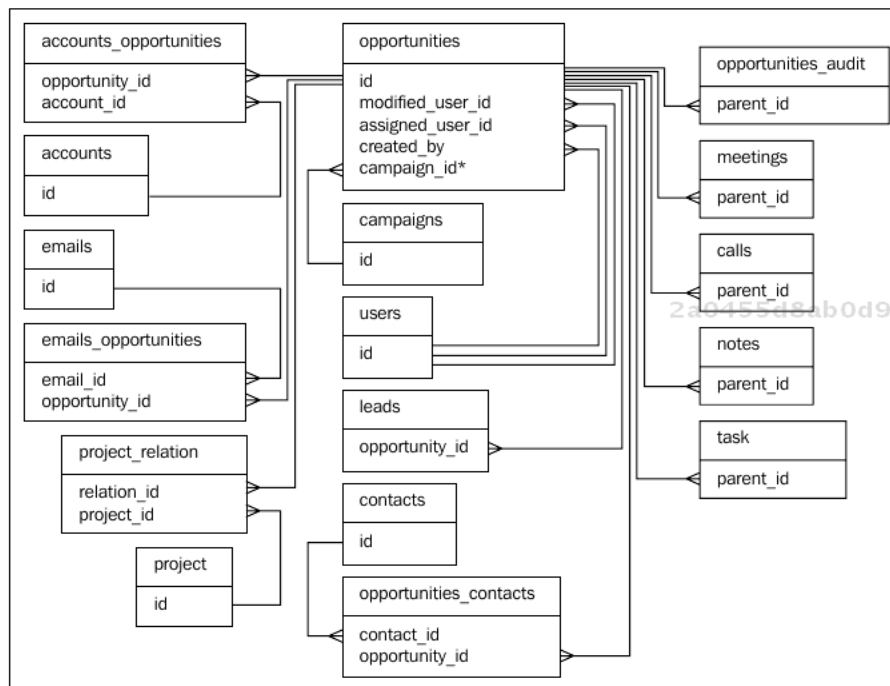 accounts_opportunities
opportunity_id
account_id
accounts
id
emails
id
emails_opportunities
email_id
opportunity_id
project_relation
relation_id
project_id
project
id
opportunities
id
modified_user_id
assigned_user_id
created_by
campaign_id*
campaigns
id
users
id
leads
opportunity_id
contacts
id
opportunities_contacts
contact_id
opportunity_id
opportunities_audit
parent_id
meetings
parent_id
calls
parent_id
2a0455d8ab0d9
notes
parent_id
task
parent_id